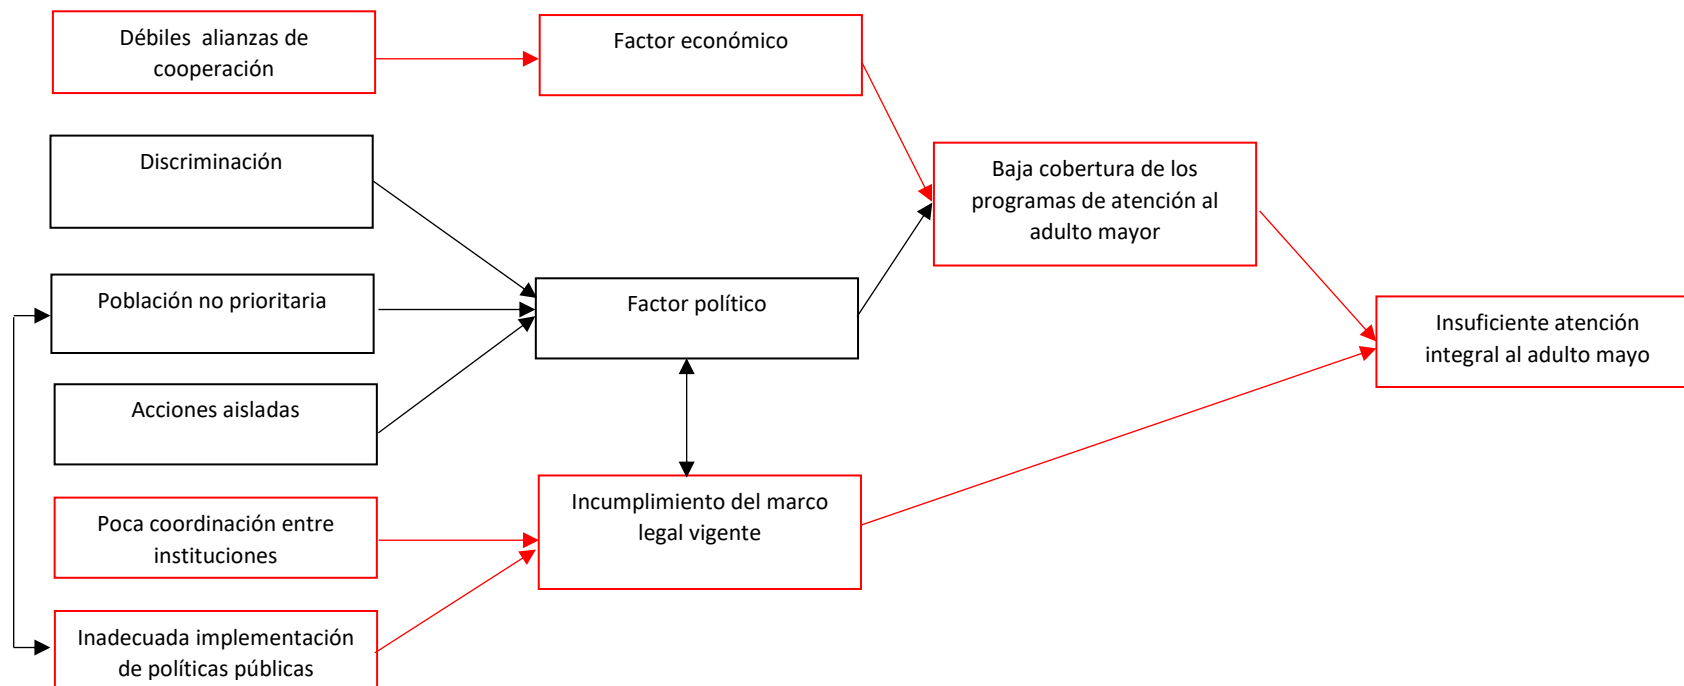 Débiles alianzas de
cooperación
Factor económico
Discriminación
Baja cobertura de los
programas de atención al
adulto mayor
Población no prioritaria
Factor político
Insuficiente atención
integral al adulto mayo
Acciones aisladas
Poca coordinación entre
instituciones
Incumplimiento del marco
legal vigente
Inadecuada implementación
de políticas públicas